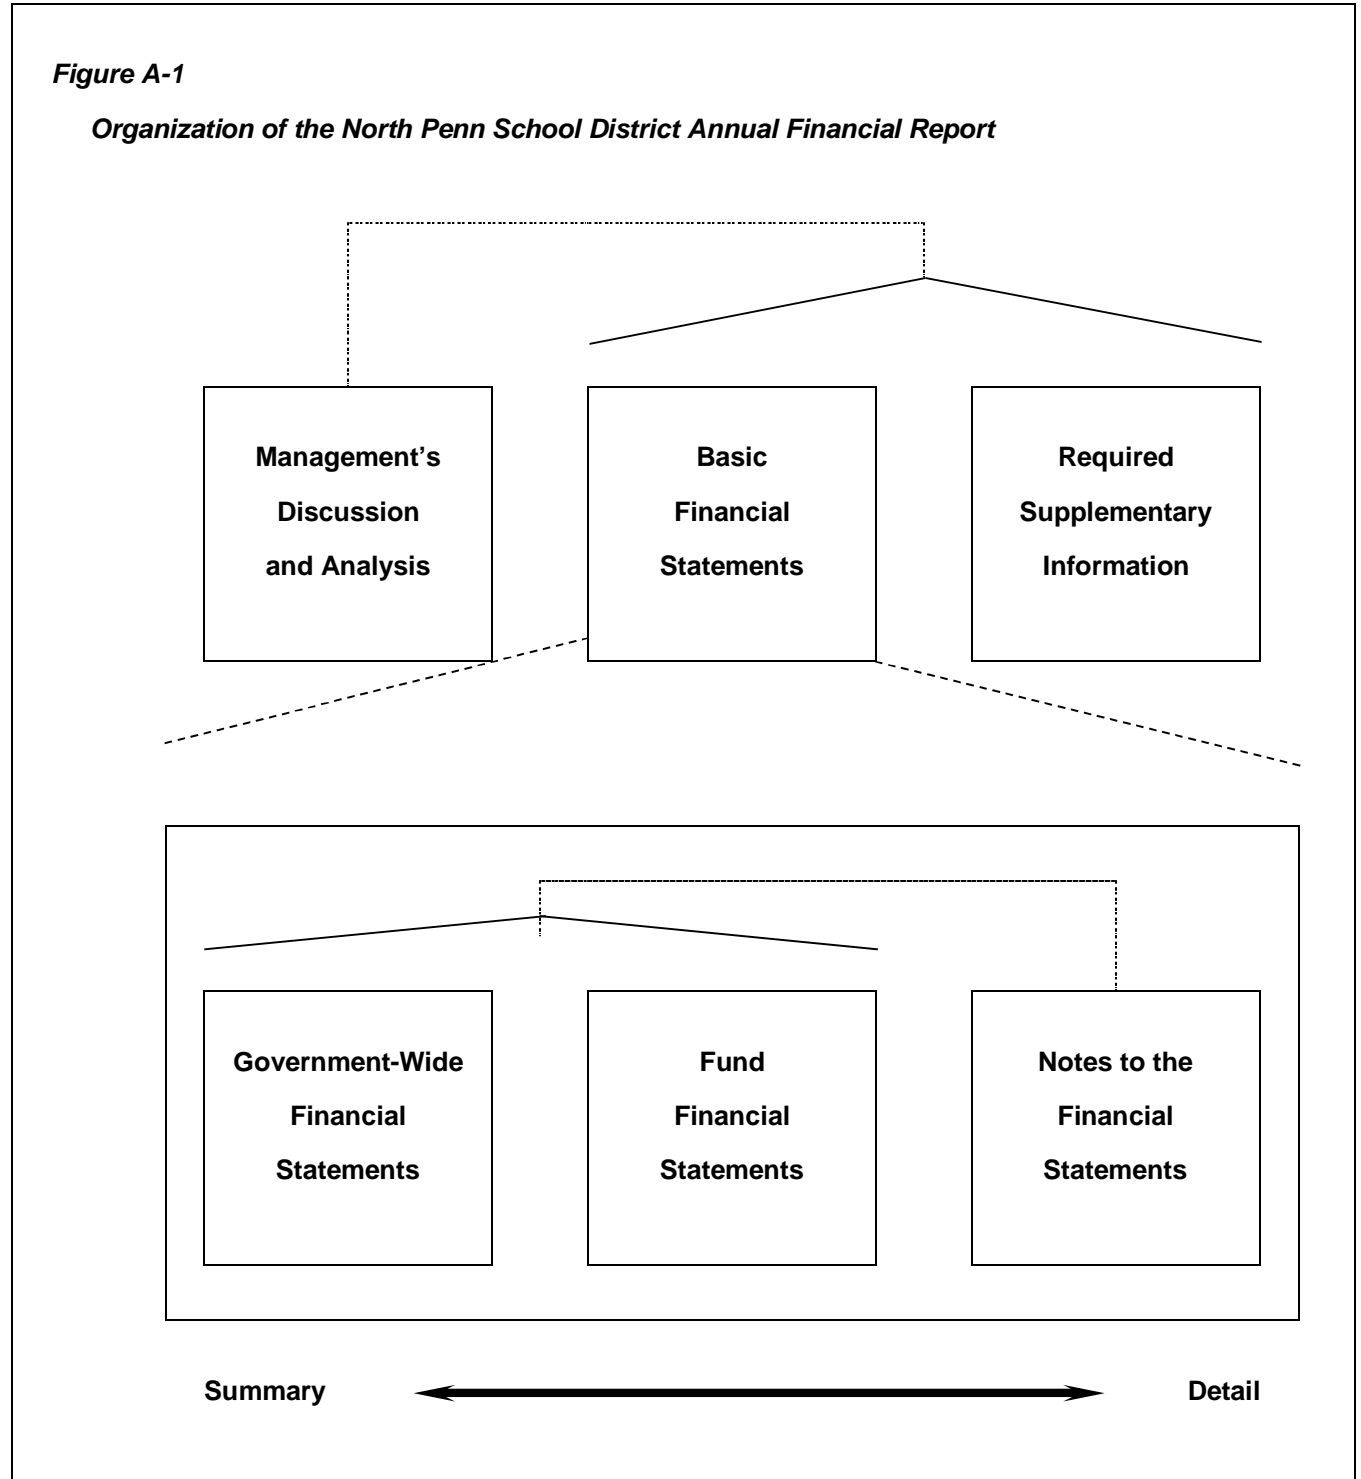 Figure A-1
Organization of the North Penn School District Annual Financial Report
Management’s
Discussion
and Analysis
Basic
Financial
Statements
Required
Supplementary
Information
Government-Wide
Financial
Statements
Fund
Financial
Statements
Notes to the
Financial
Statements
Summary
Detail